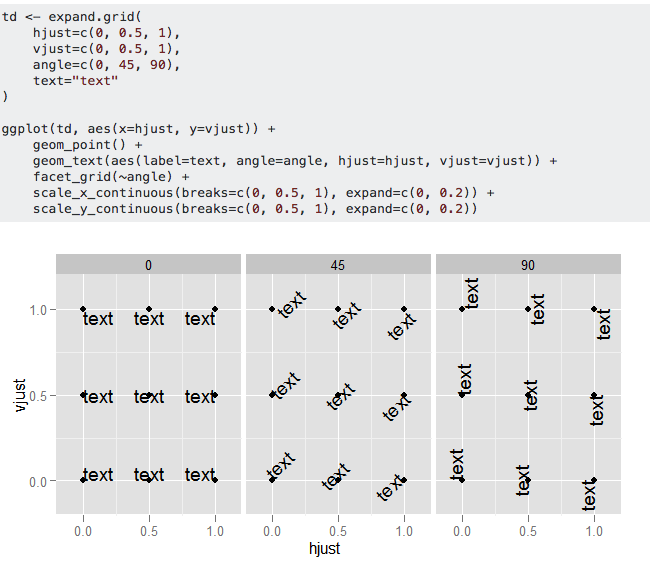 td <- expand.grid(
    hjust=c(0, 0.5, 1),
    vjust=c(0, 0.5, 1),
    angle=c(0, 45, 90),
    text="text"
)
ggplot(td, aes(x=hjust, y=vjust)) +
    geom_point() +
    geom_text(aes(label=text, angle=angle, hjust=hjust, vjust=vjust)) +
    facet_grid(~angle) +
    scale_x_continuous(breaks=c(0, 0.5, 1), expand=c(0, 0.2)) +
    scale_y_continuous(breaks=c(0, 0.5, 1), expand=c(0, 0.2))
0 45 90
1.0 text text text text text text text text text
vjust
0.5 text text text text text text text text text
0.0 text text text text text text text text text
0.0 0.5 1.0 0.0 0.5 1.0 0.0 0.5 1.0
hjust